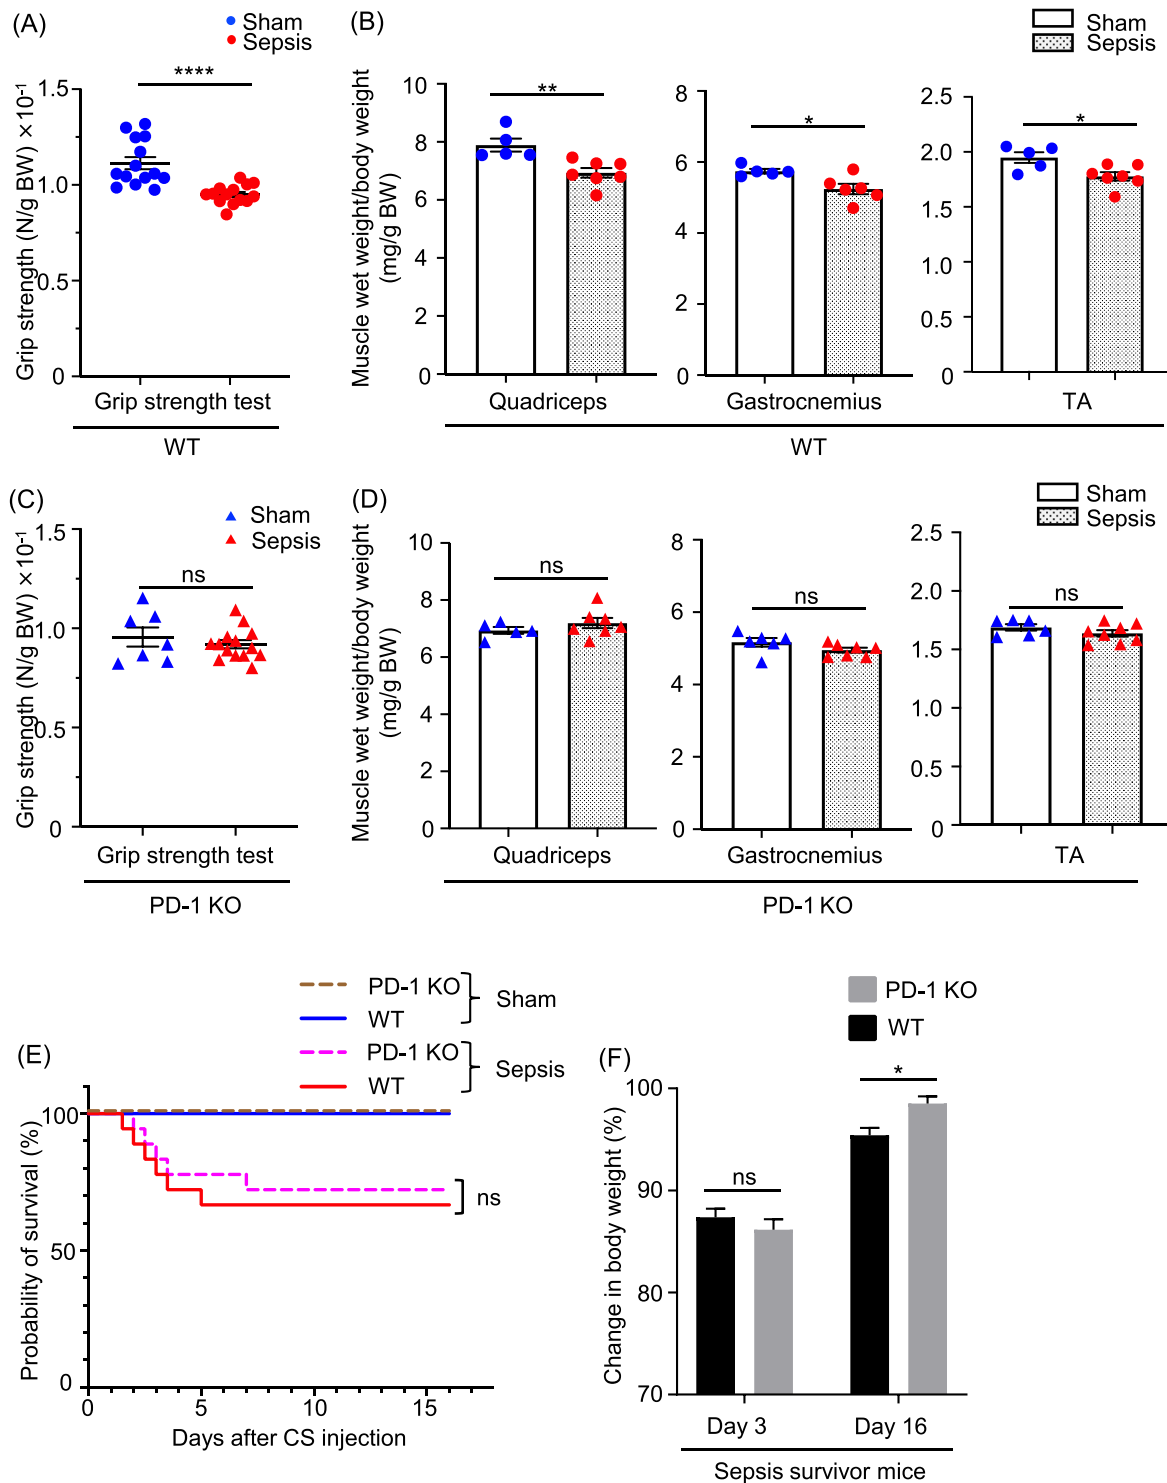 (A)
Sham
Sepsis
****
Grip strength (N/g BW) ×10⁻¹
1.5
1.0
0.5
0
Grip strength test
WT
(B)
Sham
Sepsis
Muscle wet weight/body weight
(mg/g BW)
10
8
6
4
2
0
**
Quadriceps
8
6
4
2
0
*
Gastrocnemius
2.5
2.0
1.5
1.0
0.5
0
*
TA
WT
(C)
Sham
Sepsis
ns
Grip strength (N/g BW) ×10⁻¹
1.5
1.0
0.5
0
Grip strength test
PD-1 KO
(D)
Sham
Sepsis
Muscle wet weight/body weight
(mg/g BW)
10
8
6
4
2
0
ns
Quadriceps
8
6
4
2
0
ns
Gastrocnemius
2.5
2.0
1.5
1.0
0.5
0
ns
TA
PD-1 KO
(E)
PD-1 KO
WT
Sham
PD-1 KO
WT
Sepsis
Probability of survival (%)
100
50
0
ns
0 5 10 15
Days after CS injection
(F)
PD-1 KO
WT
Change in body weight (%)
100
90
80
70
ns
*
Day 3 Day 16
Sepsis survivor mice